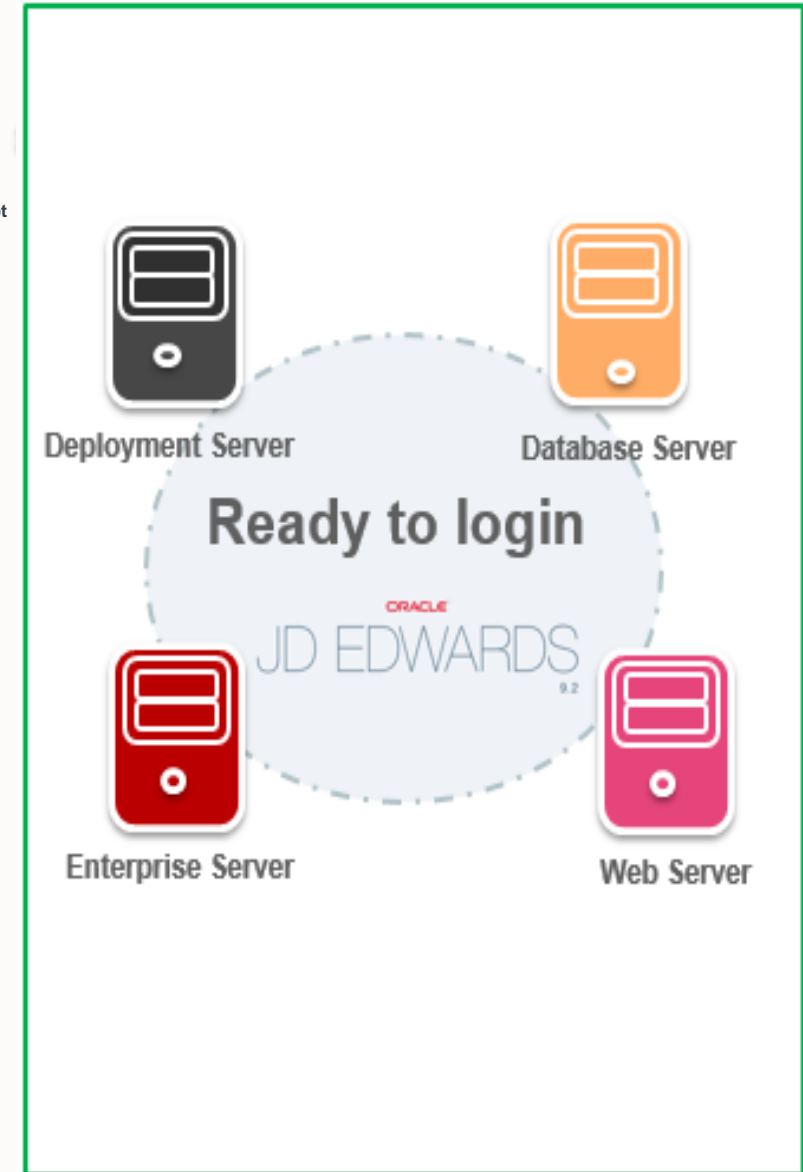 Deployment Server
Database Server
Ready to login
ORACLE
JD EDWARDS
9.2
Enterprise Server
Web Server